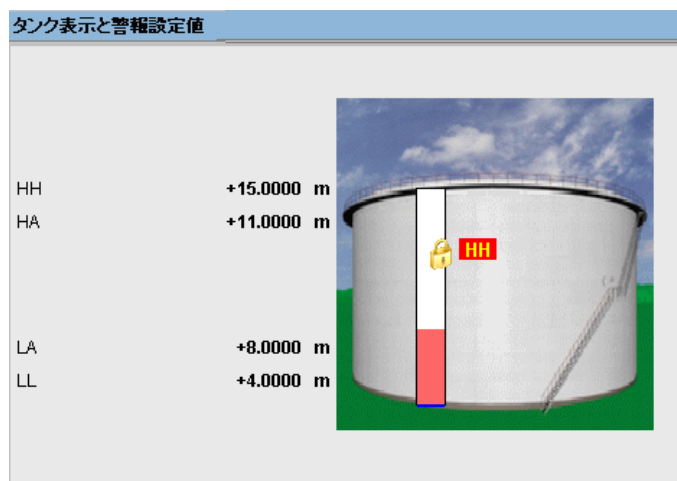 タンク表示と警報設定値
HH +15.0000 m
HA +11.0000 m
HH
LA +8.0000 m
LL +4.0000 m